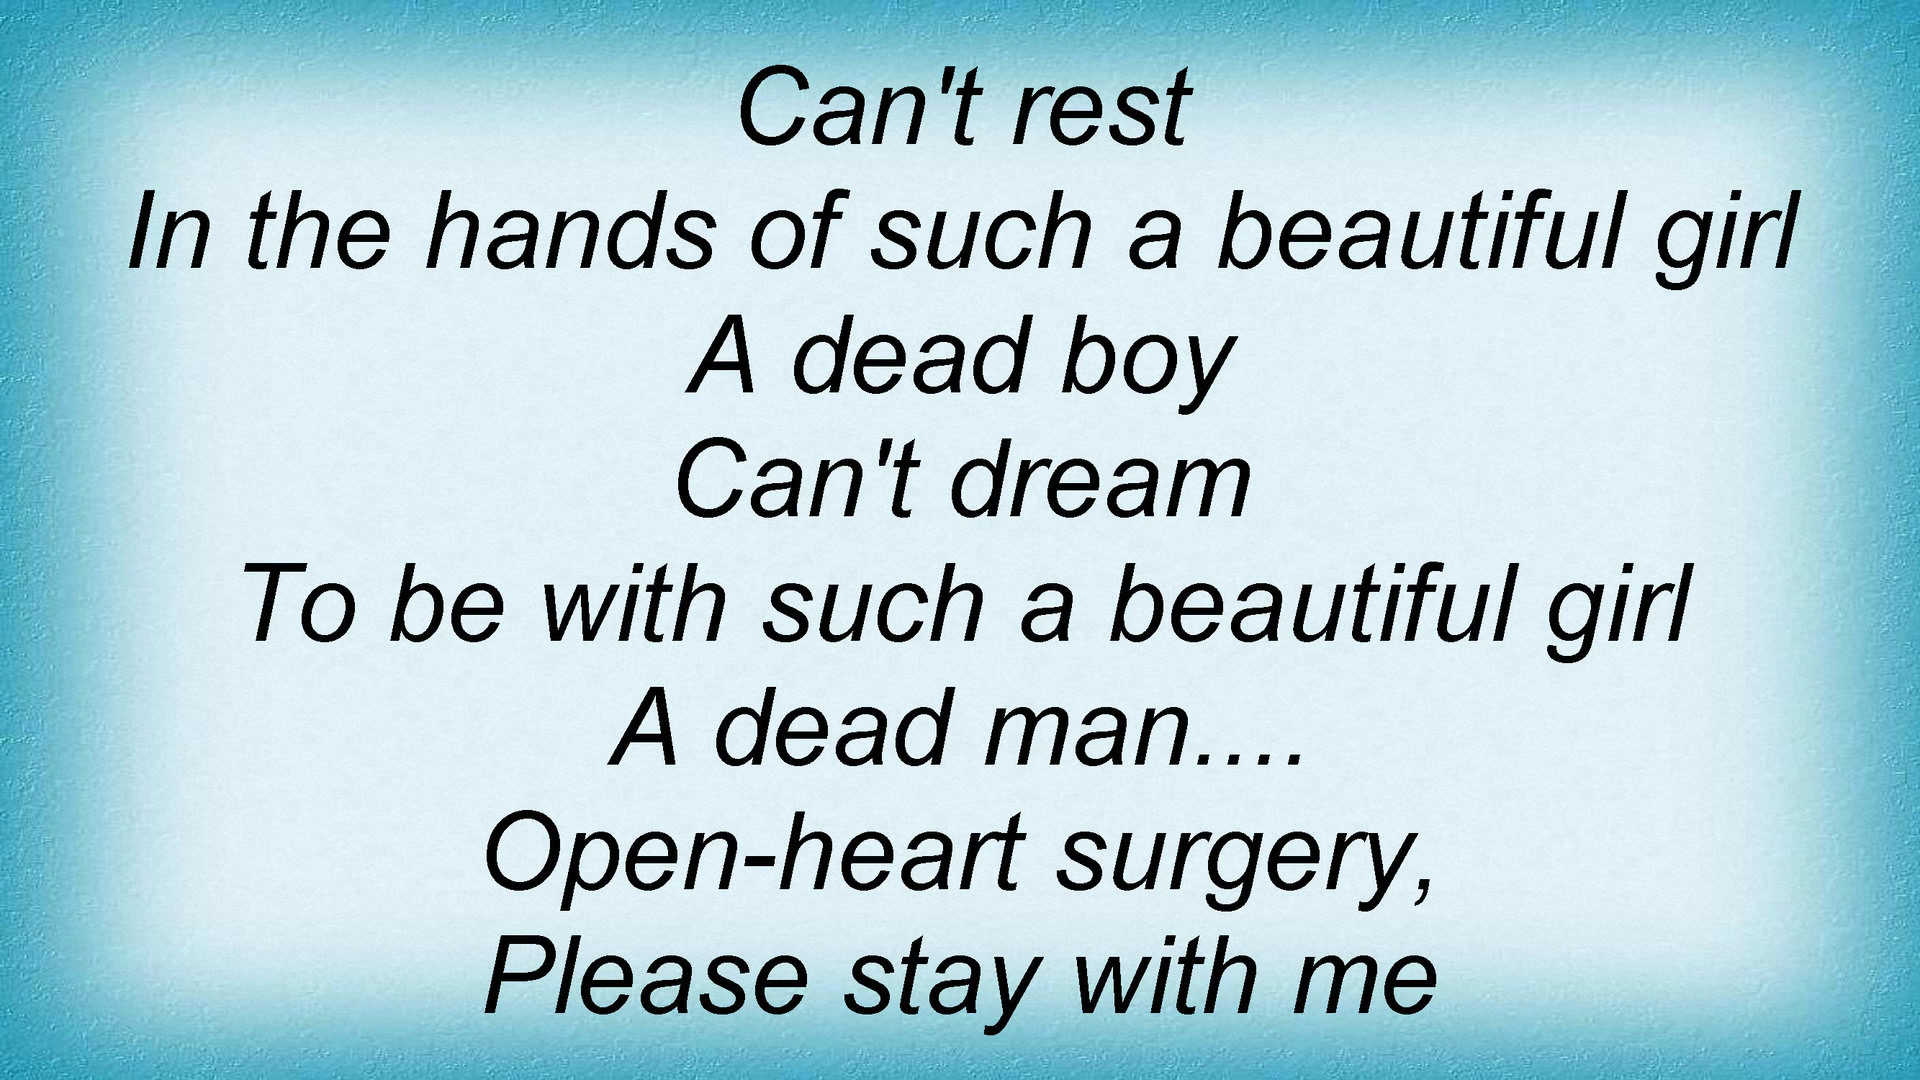 Can't rest
In the hands of such a beautiful girl
A dead boy
Can't dream
To be with such a beautiful girl
A dead man....
Open-heart surgery,
Please stay with me